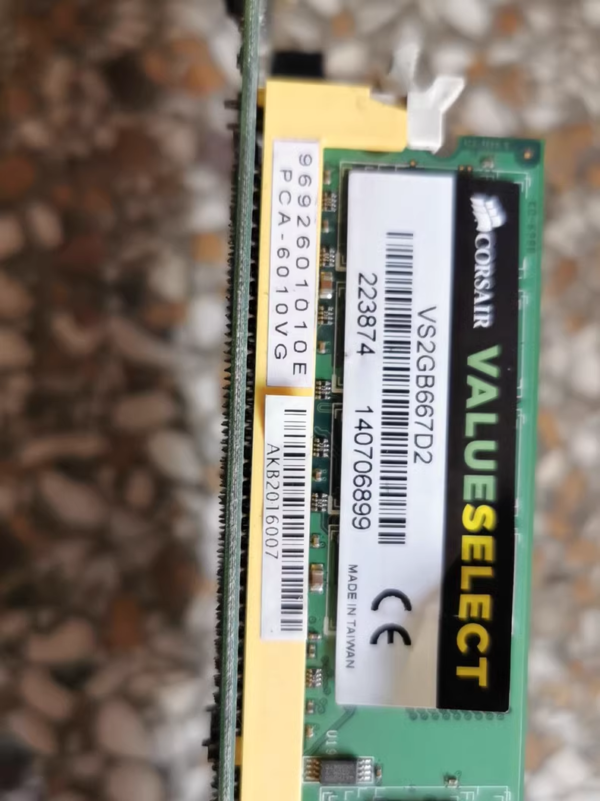 9692601010E
PCA-6010VG
AKB2016007
CORSAIR
VALUESELECT
VS2GB667D2
223874 140706899
MADE IN TAIWAN
CE